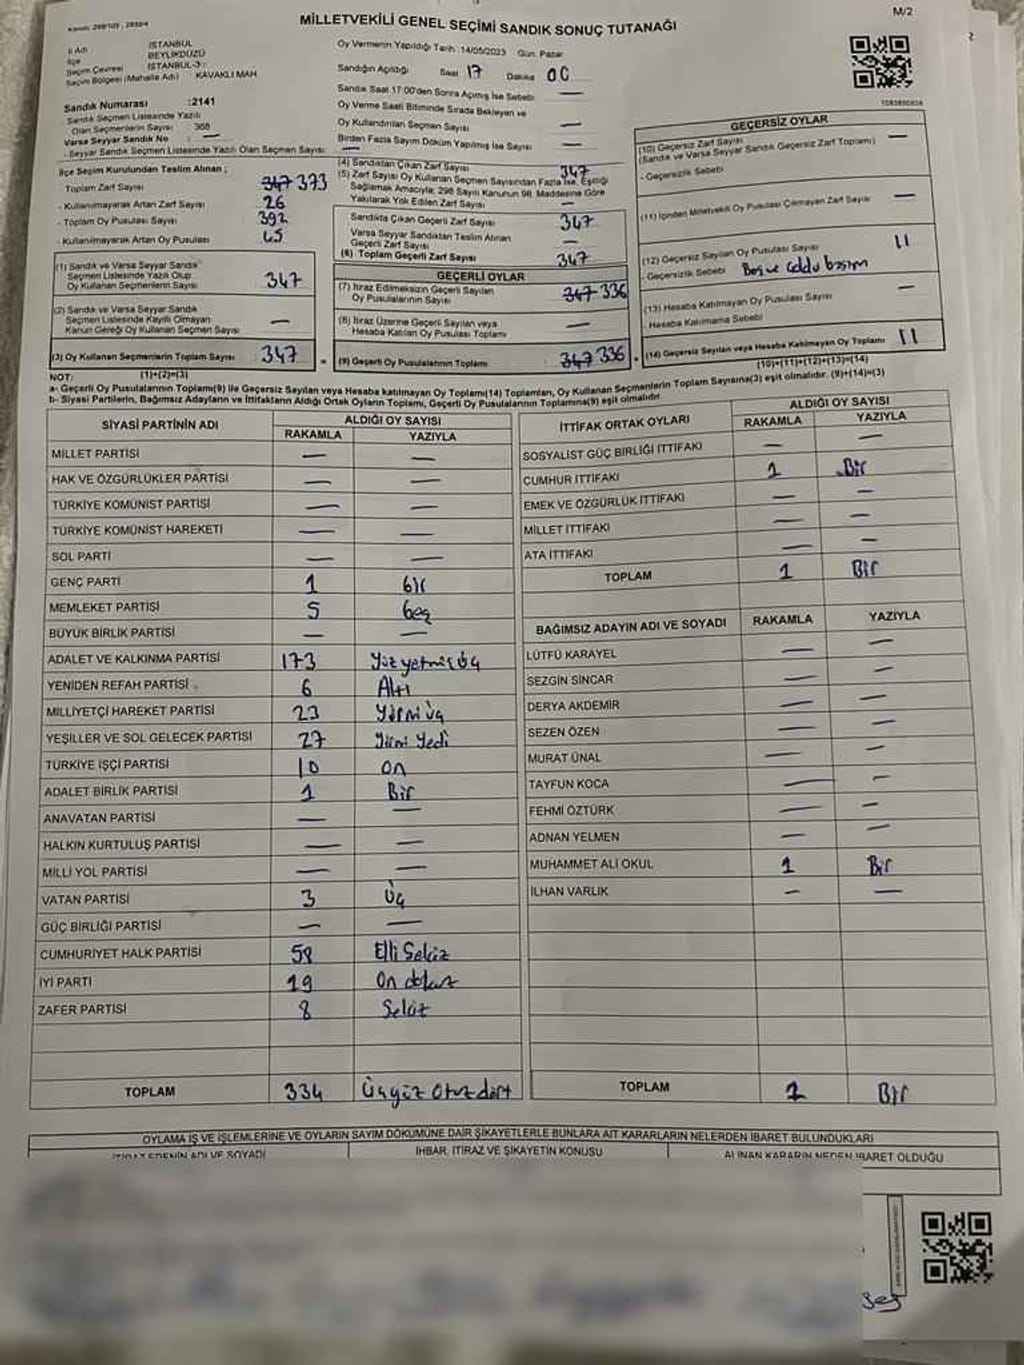 Kanun: 298/105 , 2839/4
MİLLETVEKİLİ GENEL SEÇİMİ SANDIK SONUÇ TUTANAĞI
M/2
İl Adı : İSTANBUL
İlçe : BEYLİKDÜZÜ
Seçim Çevresi : İSTANBUL-3
Seçim Bölgesi (Mahalle Adı) : KAVAKLI MAH
Sandık Numarası :2141
Sandık Seçmen Listesinde Yazılı
Olan Seçmenlerin Sayısı : 368
Varsa Seyyar Sandık No : —
- Seyyar Sandık Seçmen Listesinde Yazılı Olan Seçmen Sayısı: —
Oy Vermenin Yapıldığı Tarih :14/05/2023 Gün: Pazar
Sandığın Açıldığı Saat: 17 Dakika 00
Sandık Saat 17:00'den Sonra Açılmış İse Sebebi —
Oy Verme Saati Bitiminde Sırada Bekleyen ve
Oy Kullandırılan Seçmen Sayısı —
Birden Fazla Sayım Döküm Yapılmış İse Sayısı —
İlçe Seçim Kurulundan Teslim Alınan ;
Toplam Zarf Sayısı 347 373
- Kullanılmayarak Artan Zarf Sayısı 26
- Toplam Oy Pusulası Sayısı 392
- Kullanılmayarak Artan Oy Pusulası 45
(4) Sandıktan Çıkan Zarf Sayısı 347
(5) Zarf Sayısı Oy Kullanan Seçmen Sayısından Fazla İse, Eşitliği
Sağlamak Amacıyla; 298 Sayılı Kanunun 98. Maddesine Göre
Yakılarak Yok Edilen Zarf Sayısı —
Sandıkta Çıkan Geçerli Zarf Sayısı 347
Varsa Seyyar Sandıktan Teslim Alınan
Geçerli Zarf Sayısı —
(6) Toplam Geçerli Zarf Sayısı 347
GEÇERSİZ OYLAR
(10) Geçersiz Zarf Sayısı —
(Sandık ve Varsa Seyyar Sandık Geçersiz Zarf Toplamı)
- Geçersizlik Sebebi
(11) İçinden Milletvekili Oy Pusulası Çıkmayan Zarf Sayısı —
(12) Geçersiz Sayılan Oy Pusulası Sayısı 11
- Geçersizlik Sebebi Boş ve
(13) Hesaba Katılmayan Oy Pusulası Sayısı —
- Hesaba Katılmama Sebebi
(14) Geçersiz Sayılan veya Hesaba Katılmayan Oy Toplamı 11
(10)+(11)+(12)+(13)=(14)
(1) Sandık ve Varsa Seyyar Sandık
Seçmen Listesinde Yazılı Olup
Oy Kullanan Seçmenlerin Sayısı 347
(2) Sandık ve Varsa Seyyar Sandık
Seçmen Listesinde Kayıtlı Olmayan
Kanun Gereği Oy Kullanan Seçmen Sayısı —
(3) Oy Kullanan Seçmenlerin Toplam Sayısı 347
(1)+(2)=(3)
GEÇERLİ OYLAR
(7) İtiraz Edilmeksizin Geçerli Sayılan
Oy Pusulalarının Sayısı 347 336
(8) İtiraz Üzerine Geçerli Sayılan veya
Hesaba Katılan Oy Pusulası Toplamı —
(9) Geçerli Oy Pusulalarının Toplamı 347 336
NOT:
a- Geçerli Oy Pusulalarının Toplamı(9) ile Geçersiz Sayılan veya Hesaba katılmayan Oy Toplamı(14) Toplamları, Oy Kullanan Seçmenlerin Toplam Sayısına(3) eşit olmalıdır. (9)+(14)=(3)
b- Siyasi Partilerin, Bağımsız Adayların ve İttifakların Aldığı Ortak Oyların Toplamı, Geçerli Oy Pusulalarının Toplamına(9) eşit olmalıdır
SİYASİ PARTİNİN ADI ALDIĞI OY SAYISI
RAKAMLA YAZIYLA
MİLLET PARTİSİ — —
HAK VE ÖZGÜRLÜKLER PARTİSİ — —
TÜRKİYE KOMÜNİST PARTİSİ — —
TÜRKİYE KOMÜNİST HAREKETİ — —
SOL PARTİ — —
GENÇ PARTİ 1 bir
MEMLEKET PARTİSİ 5 beş
BÜYÜK BİRLİK PARTİSİ — —
ADALET VE KALKINMA PARTİSİ 173 Yüz yetmiş üç
YENİDEN REFAH PARTİSİ 6 Altı
MİLLİYETÇİ HAREKET PARTİSİ 23 Yirmi üç
YEŞİLLER VE SOL GELECEK PARTİSİ 27 Yirmi Yedi
TÜRKİYE İŞÇİ PARTİSİ 10 on
ADALET BİRLİK PARTİSİ 1 Bir
ANAVATAN PARTİSİ — —
HALKIN KURTULUŞ PARTİSİ — —
MİLLİ YOL PARTİSİ — —
VATAN PARTİSİ 3 Üç
GÜÇ BİRLİĞİ PARTİSİ — —
CUMHURİYET HALK PARTİSİ 58 Elli Sekiz
İYİ PARTİ 19 On dokuz
ZAFER PARTİSİ 8 Sekiz
TOPLAM 334 Üçyüz Otuz dört
İTTİFAK ORTAK OYLARI ALDIĞI OY SAYISI
RAKAMLA YAZIYLA
SOSYALİST GÜÇ BİRLİĞİ İTTİFAKI — —
CUMHUR İTTİFAKI 1 Bir
EMEK VE ÖZGÜRLÜK İTTİFAKI — —
MİLLET İTTİFAKI — —
ATA İTTİFAKI — —
TOPLAM 1 Bir
BAĞIMSIZ ADAYIN ADI VE SOYADI RAKAMLA YAZIYLA
LÜTFÜ KARAYEL — —
SEZGİN SİNÇAR — —
DERYA AKDEMİR — —
SEZEN ÖZEN — —
MURAT ÜNAL — —
TAYFUN KOCA — —
FEHMİ ÖZTÜRK — —
ADNAN YELMEN — —
MUHAMMET ALİ OKUL 1 Bir
İLHAN VARLIK — —
TOPLAM 1 Bir
OYLAMA İŞ VE İŞLEMLERİNE VE OYLARIN SAYIM DÖKÜMÜNE DAİR ŞİKAYETLERLE BUNLARA AİT KARARLARIN NELERDEN İBARET BULUNDUKLARI
İTİRAZ EDENİN ADI VE SOYADI İHBAR, İTİRAZ VE ŞİKAYETİN KONUSU ALINAN KARARIN NEDEN İBARET OLDUĞU